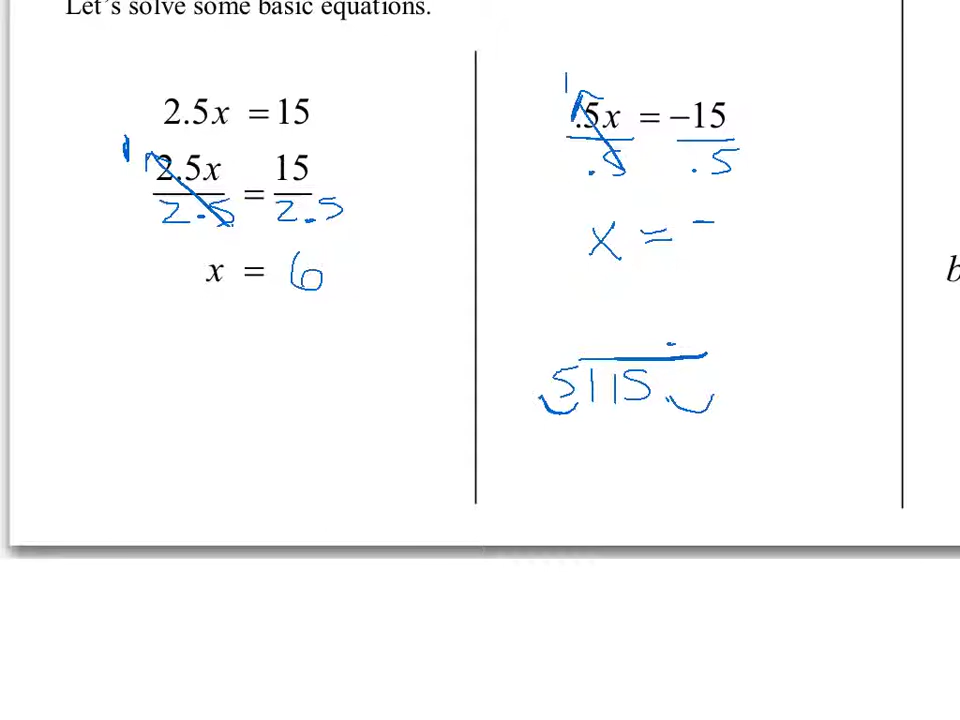 Let's solve some basic equations.
2.5x = 15
1 2.5x / 2.5 = 15 / 2.5
x = 6
1
.5x / .5 = −15 / .5
x = -
.
5 | 15.
b